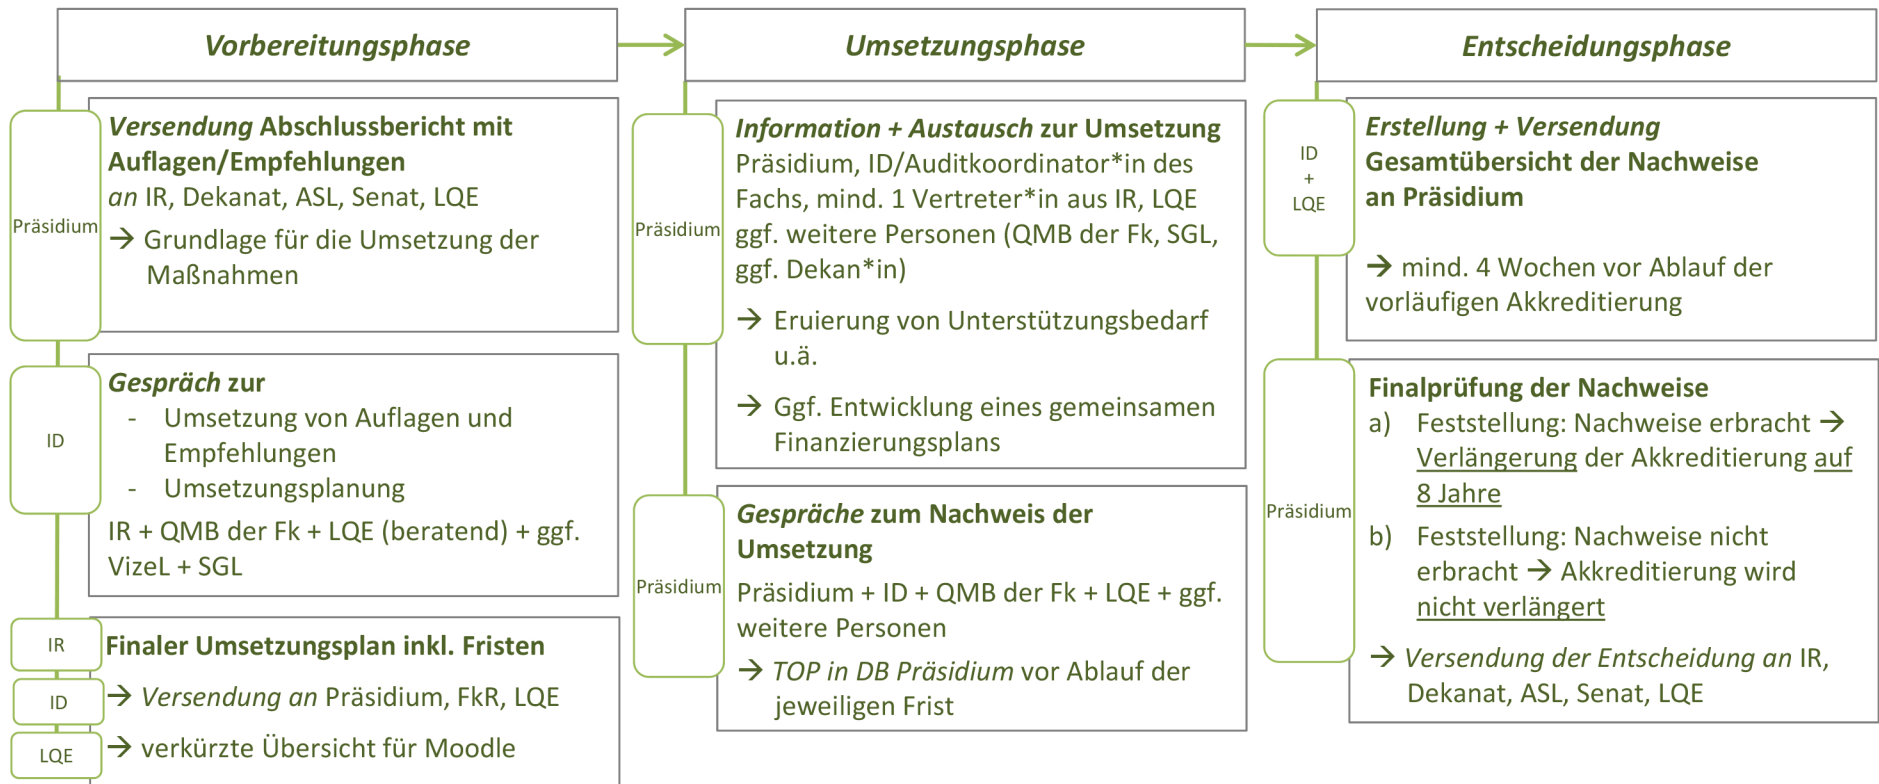 Vorbereitungsphase
Präsidium
Versendung Abschlussbericht mit
Auflagen/Empfehlungen
an IR, Dekanat, ASL, Senat, LQE
→ Grundlage für die Umsetzung der
Maßnahmen
ID
Gespräch zur
- Umsetzung von Auflagen und
Empfehlungen
- Umsetzungsplanung
IR + QMB der Fk + LQE (beratend) + ggf.
VizeL + SGL
IR
ID
LQE
Finaler Umsetzungsplan inkl. Fristen
→ Versendung an Präsidium, FkR, LQE
→ verkürzte Übersicht für Moodle
Umsetzungsphase
Präsidium
Information + Austausch zur Umsetzung
Präsidium, ID/Auditkoordinator*in des
Fachs, mind. 1 Vertreter*in aus IR, LQE
ggf. weitere Personen (QMB der Fk, SGL,
ggf. Dekan*in)
→ Eruierung von Unterstützungsbedarf
u.ä.
→ Ggf. Entwicklung eines gemeinsamen
Finanzierungsplans
Präsidium
Gespräche zum Nachweis der
Umsetzung
Präsidium + ID + QMB der Fk + LQE + ggf.
weitere Personen
→ TOP in DB Präsidium vor Ablauf der
jeweiligen Frist
Entscheidungsphase
ID
+
LQE
Erstellung + Versendung
Gesamtübersicht der Nachweise
an Präsidium
→ mind. 4 Wochen vor Ablauf der
vorläufigen Akkreditierung
Präsidium
Finalprüfung der Nachweise
a) Feststellung: Nachweise erbracht →
Verlängerung der Akkreditierung auf
8 Jahre
b) Feststellung: Nachweise nicht
erbracht → Akkreditierung wird
nicht verlängert
→ Versendung der Entscheidung an IR,
Dekanat, ASL, Senat, LQE